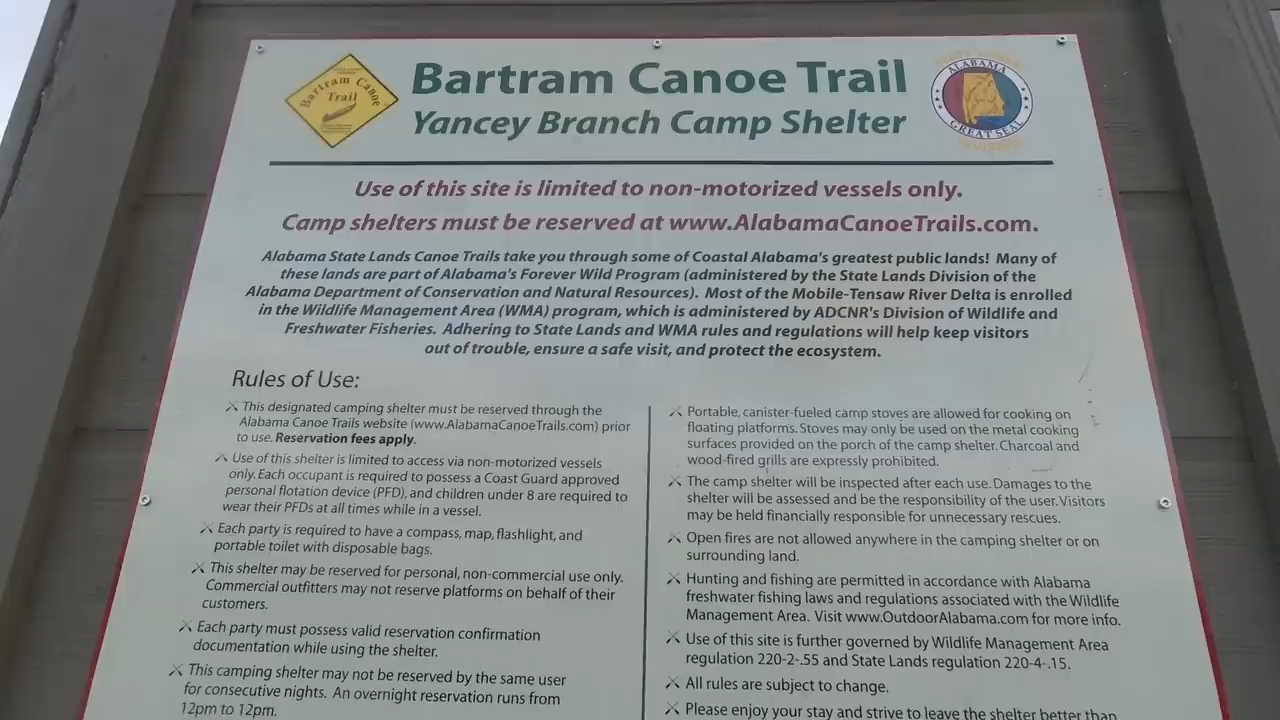 Bartram Canoe
Trail
Bartram Canoe Trail
Yancey Branch Camp Shelter
ALABAMA
GREAT SEAL
Use of this site is limited to non-motorized vessels only.
Camp shelters must be reserved at www.AlabamaCanoeTrails.com.
Alabama State Lands Canoe Trails take you through some of Coastal Alabama's greatest public lands! Many of
these lands are part of Alabama's Forever Wild Program (administered by the State Lands Division of the
Alabama Department of Conservation and Natural Resources). Most of the Mobile-Tensaw River Delta is enrolled
in the Wildlife Management Area (WMA) program, which is administered by ADCNR's Division of Wildlife and
Freshwater Fisheries. Adhering to State Lands and WMA rules and regulations will help keep visitors
out of trouble, ensure a safe visit, and protect the ecosystem.
Rules of Use:
This designated camping shelter must be reserved through the
Alabama Canoe Trails website (www.AlabamaCanoeTrails.com) prior
to use. Reservation fees apply.
Use of this shelter is limited to access via non-motorized vessels
only. Each occupant is required to possess a Coast Guard approved
personal flotation device (PFD), and children under 8 are required to
wear their PFDs at all times while in a vessel.
Each party is required to have a compass, map, flashlight, and
portable toilet with disposable bags.
This shelter may be reserved for personal, non-commercial use only.
Commercial outfitters may not reserve platforms on behalf of their
customers.
Each party must possess valid reservation confirmation
documentation while using the shelter.
This camping shelter may not be reserved by the same user
for consecutive nights. An overnight reservation runs from
12pm to 12pm.
Portable, canister-fueled camp stoves are allowed for cooking on
floating platforms. Stoves may only be used on the metal cooking
surfaces provided on the porch of the camp shelter. Charcoal and
wood-fired grills are expressly prohibited.
The camp shelter will be inspected after each use. Damages to the
shelter will be assessed and be the responsibility of the user. Visitors
may be held financially responsible for unnecessary rescues.
Open fires are not allowed anywhere in the camping shelter or on
surrounding land.
Hunting and fishing are permitted in accordance with Alabama
freshwater fishing laws and regulations associated with the Wildlife
Management Area. Visit www.OutdoorAlabama.com for more info.
Use of this site is further governed by Wildlife Management Area
regulation 220-2-.55 and State Lands regulation 220-4-.15.
All rules are subject to change.
Please enjoy your stay and strive to leave the shelter better than